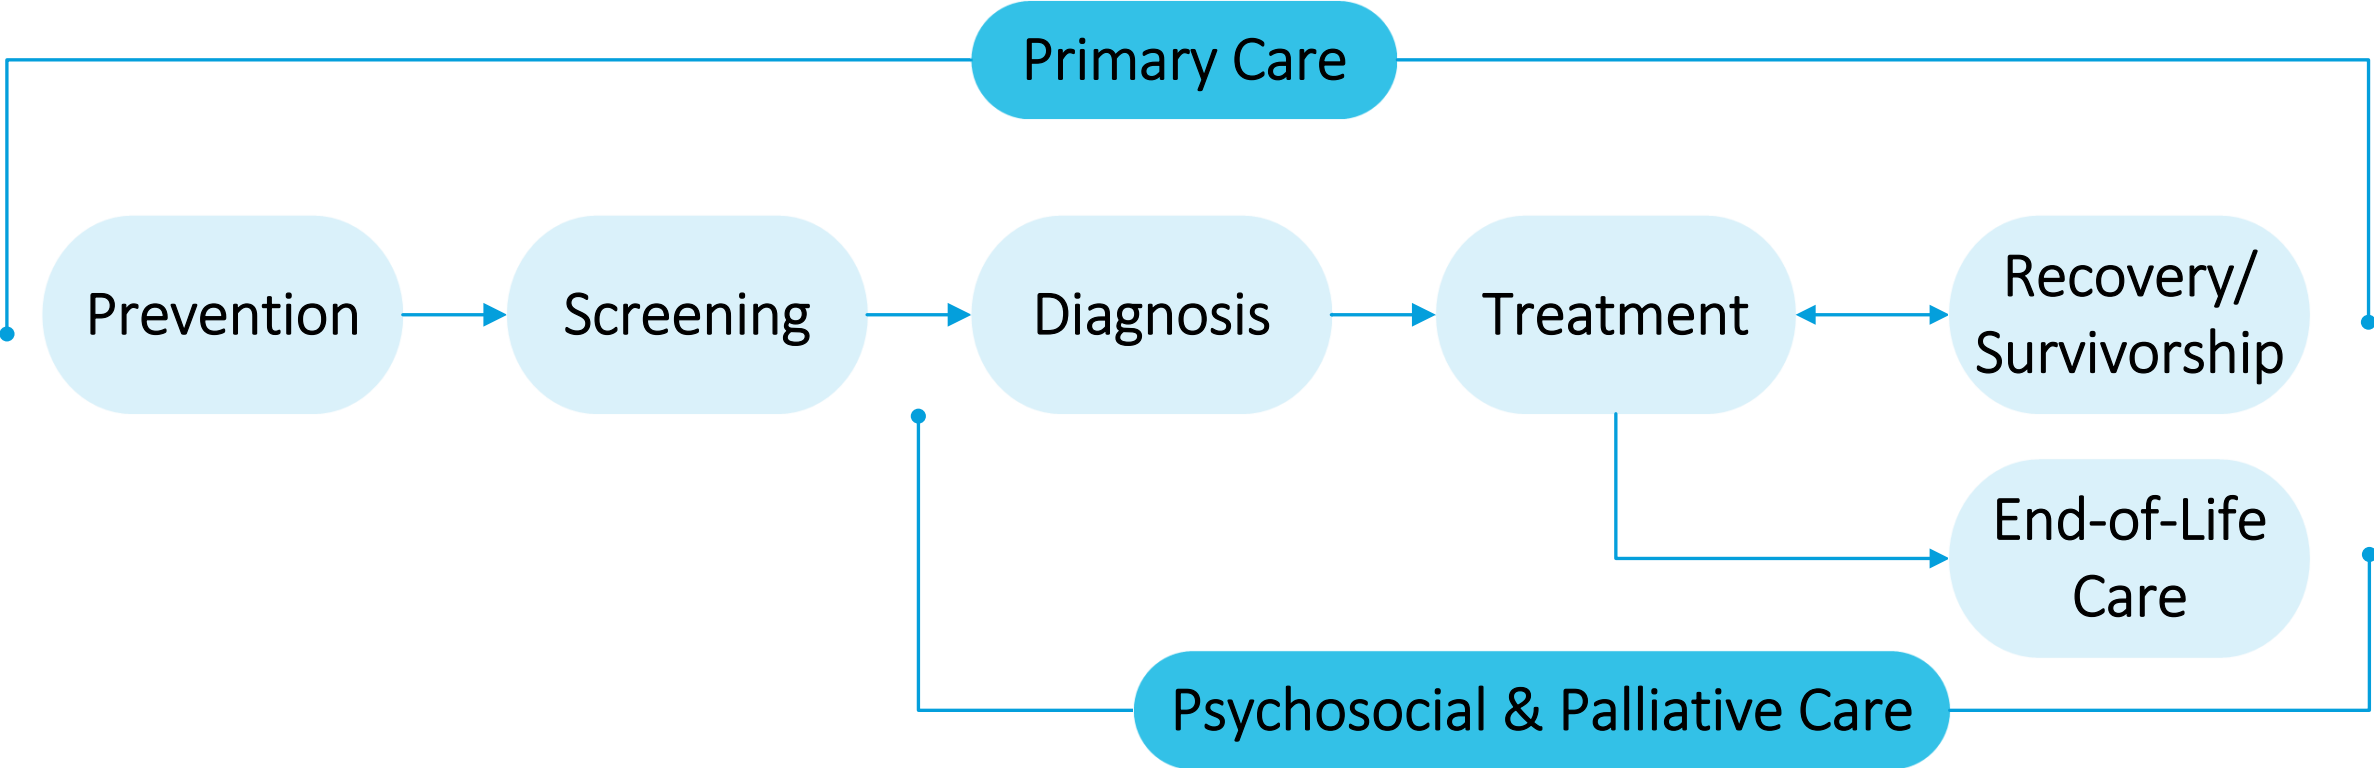 Primary Care
Prevention
Screening
Diagnosis
Treatment
Recovery/
Survivorship
End-of-Life
Care
Psychosocial & Palliative Care